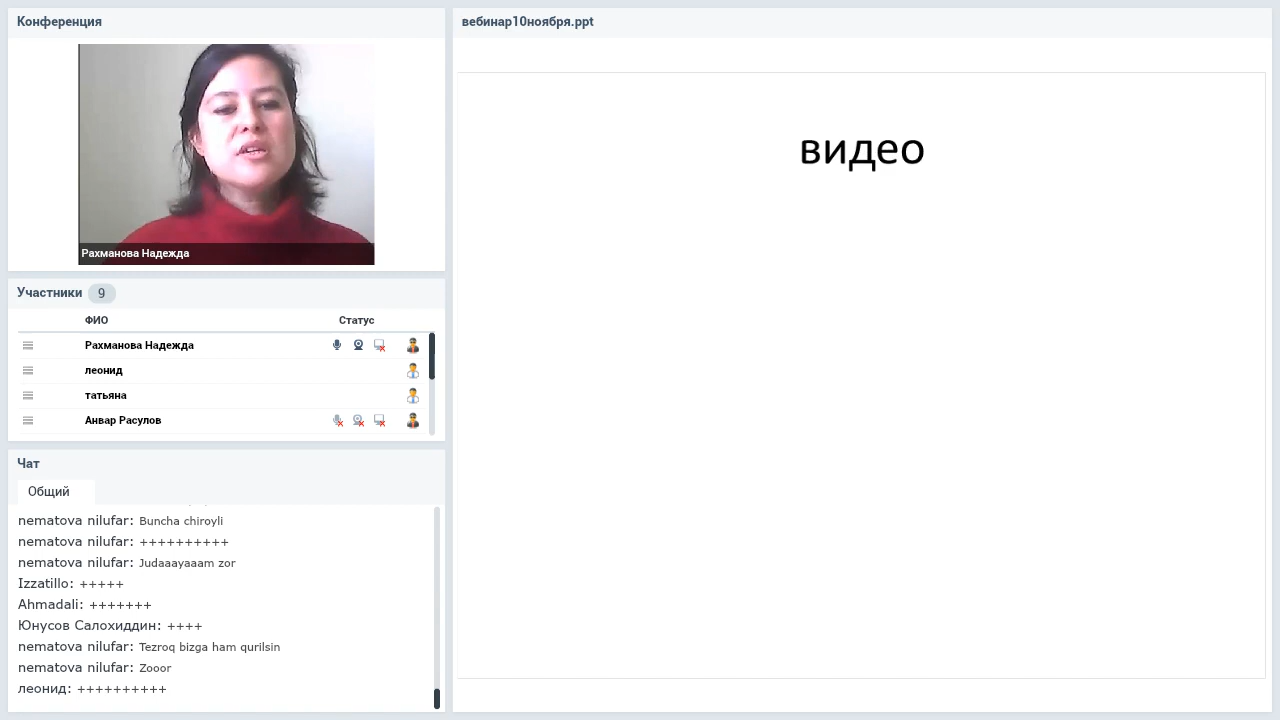 Конференция
Рахманова Надежда
Участники 9
ФИО Статус
Рахманова Надежда
леонид
татьяна
Анвар Расулов
Чат
Общий
nematova nilufar: Buncha chiroyli
nematova nilufar: ++++++++++
nematova nilufar: Judaaayaaam zor
Izzatillo: +++++
Ahmadali: +++++++
Юнусов Салохиддин: ++++
nematova nilufar: Tezroq bizga ham qurilsin
nematova nilufar: Zooor
леонид: ++++++++++
вебинар10ноября.ppt
видео